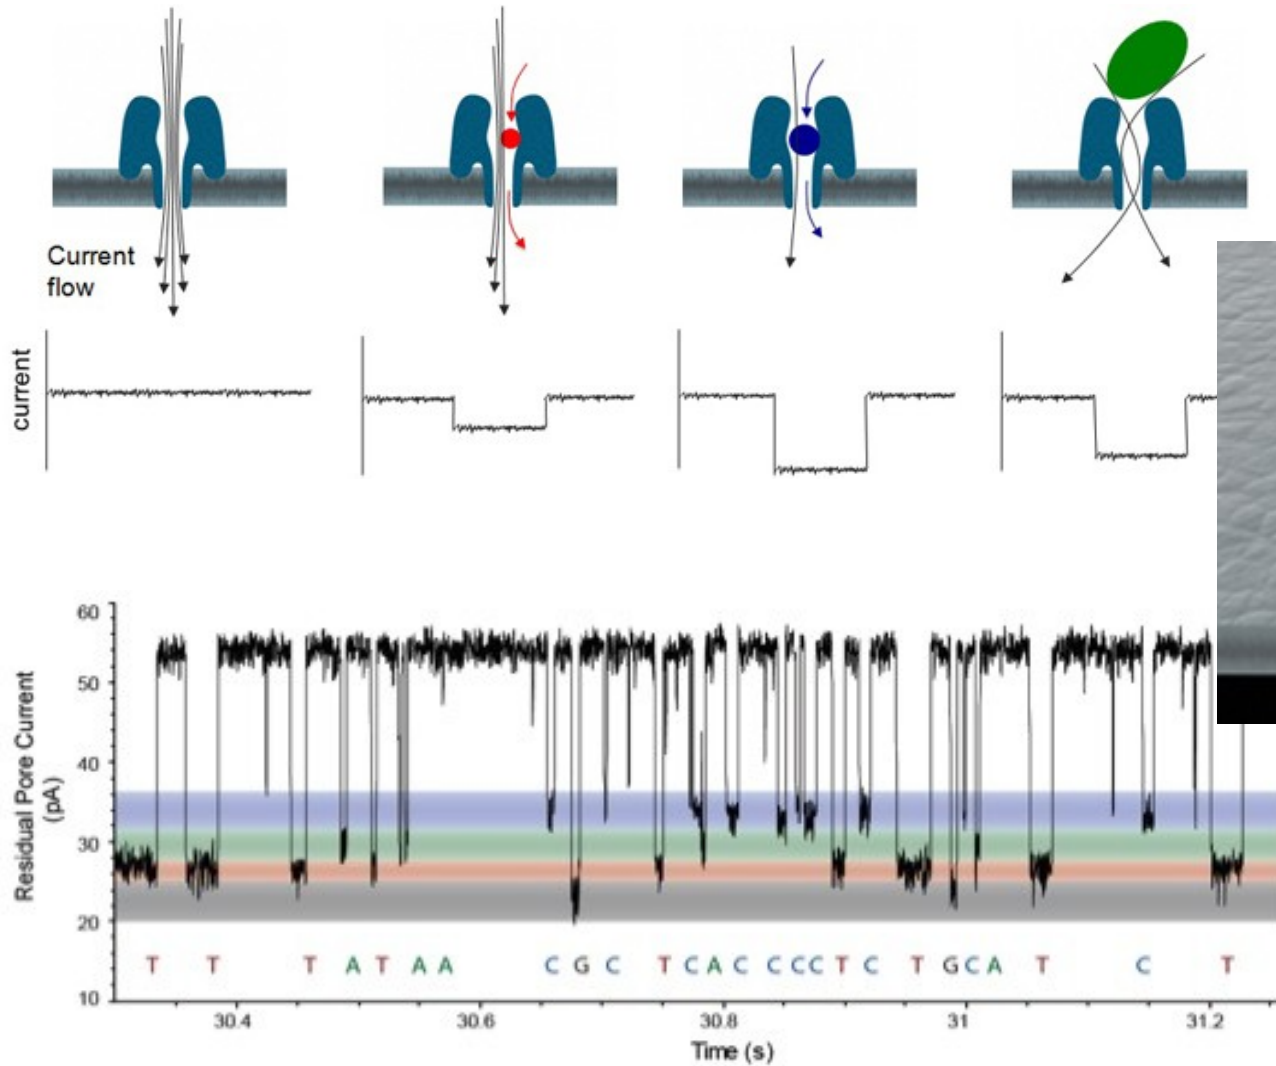 Current
flow
current
Residual Pore Current
(pA)
60
50
40
30
20
10
T T T A T A A C G C T C A C C C C T C T G C A T C T
30.4 30.6 30.8 31 31.2
Time (s)